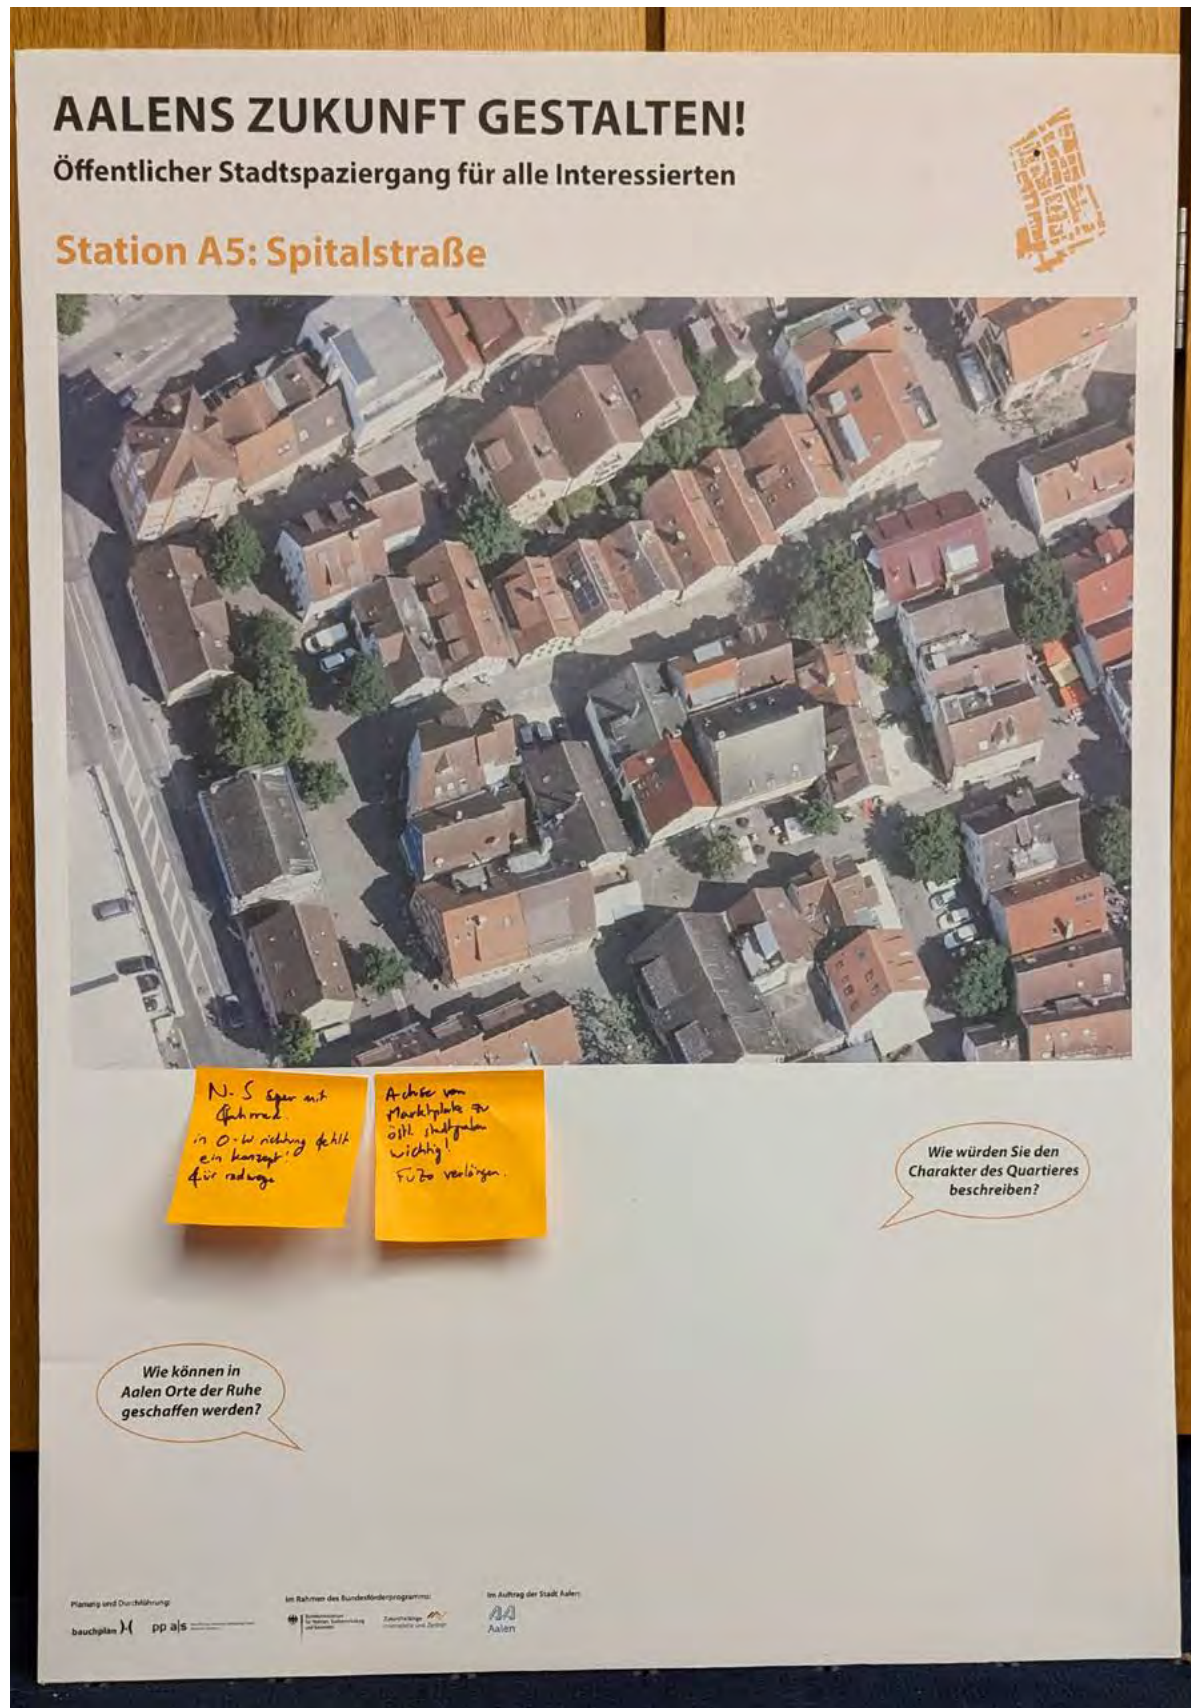 AALENS ZUKUNFT GESTALTEN!
Öffentlicher Stadtspaziergang für alle Interessierten
Station A5: Spitalstraße
N-S
mit
in O-W richtung fehlt
ein konzept!
für radwege
Achse von
Marktplatz zu
östl. stadtgraben
wichtig!
FuZo verlängern.
Wie würden Sie den
Charakter des Quartieres
beschreiben?
Wie können in
Aalen Orte der Ruhe
geschaffen werden?
Planung und Durchführung:
bauchplan ).(
pp a|s
Im Rahmen des Bundesförderprogramms:
Im Auftrag der Stadt Aalen:
Aalen